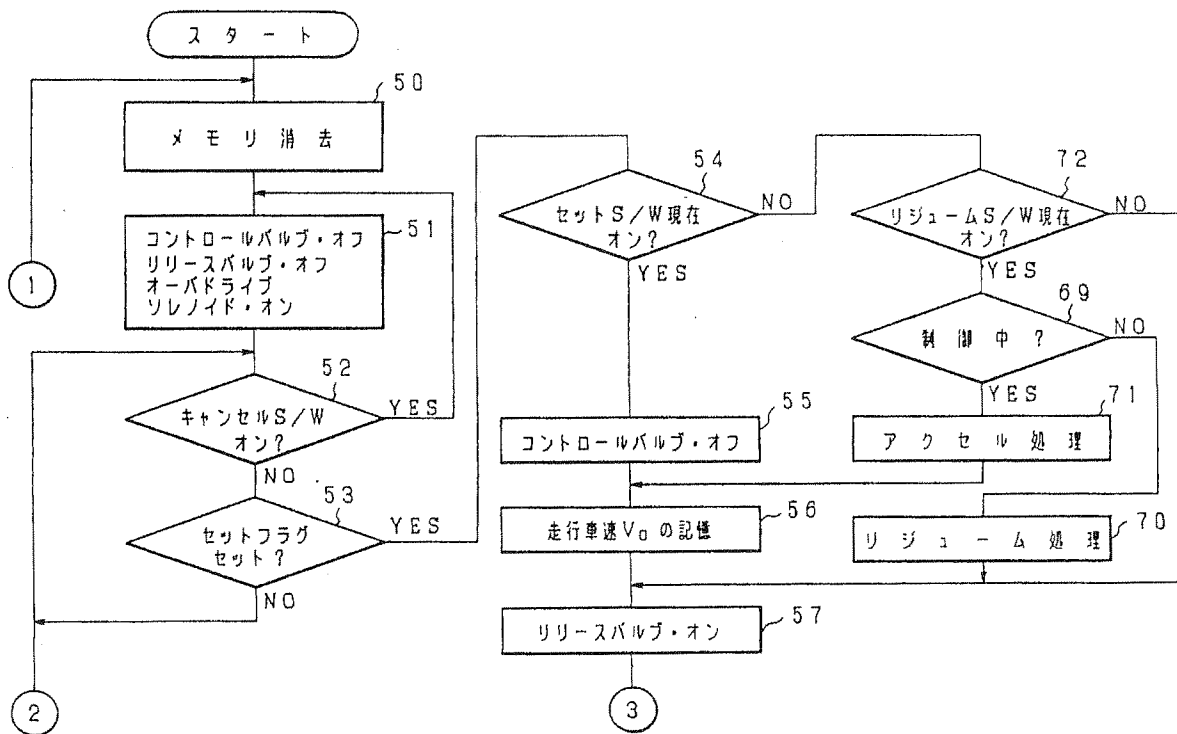 スタート
50
メモリ消去
51
コントロールバルブ・オフ
リリースバルブ・オフ
オーバドライブ
ソレノイド・オン
1
52
キャンセルS/W
オン?
YES
NO
53
セットフラグ
セット?
YES
NO
2
54
セットS/W現在
オン?
NO
YES
55
コントロールバルブ・オフ
56
走行車速V₀の記憶
57
リリースバルブ・オン
3
72
リジュームS/W現在
オン?
NO
YES
69
制御中?
NO
YES
71
アクセル処理
70
リジューム処理